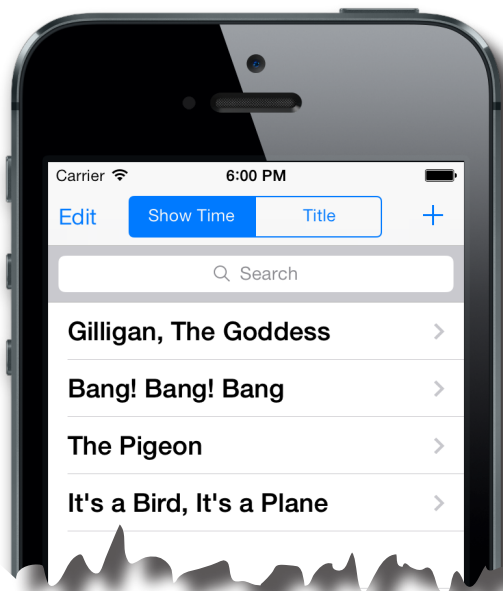 Carrier 6:00 PM
Edit Show Time Title +
Search
Gilligan, The Goddess
Bang! Bang! Bang
The Pigeon
It's a Bird, It's a Plane